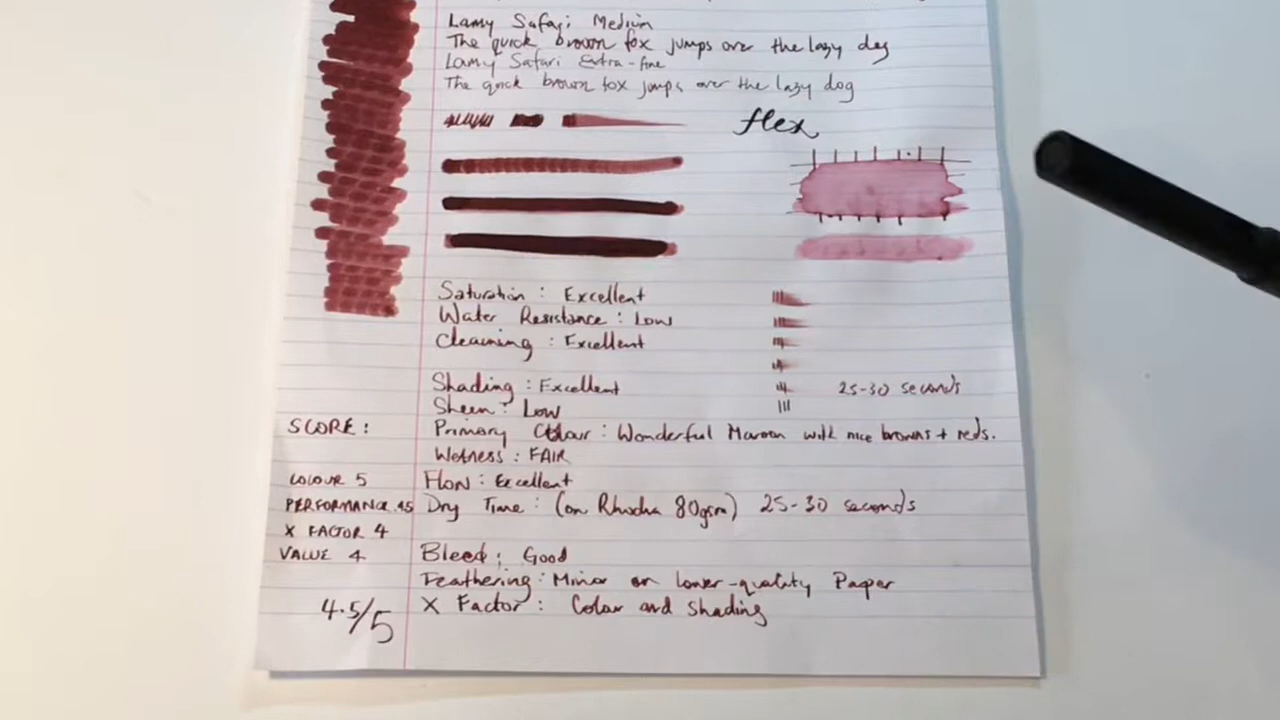 Lamy Safari Medium
The quick brown fox jumps over the lazy dog
Lamy Safari Extra-fine
The quick brown fox jumps over the lazy dog
flex
Saturation : Excellent
Water Resistance : Low
Cleaning : Excellent
Shading : Excellent
25-30 seconds
Sheen : Low
SCORE :
Primary Colour : Wonderful Maroon with nice browns + reds.
Wetness : FAIR
COLOUR 5
Flow : Excellent
PERFORMANCE 4.5
Dry Time : (on Rhodia 80gsm) 25-30 seconds
X FACTOR 4
VALUE 4
Bleed : Good
Feathering : Minor on lower-quality Paper
4.5/5
X Factor : Colour and Shading